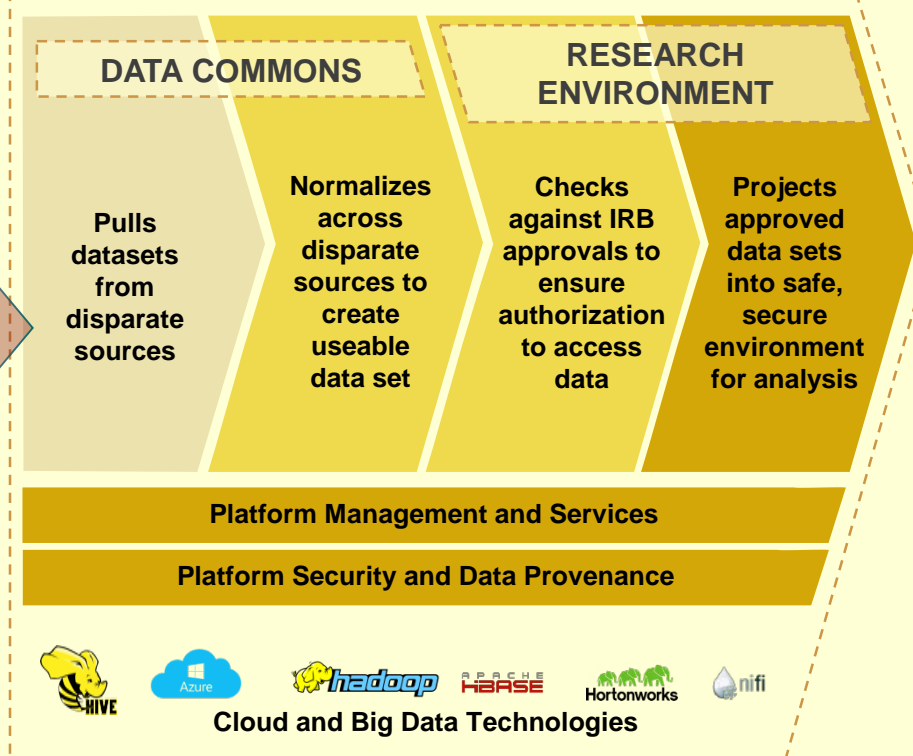 DATA COMMONS
RESEARCH
ENVIRONMENT
Pulls
datasets
from
disparate
sources
Normalizes
across
disparate
sources to
create
useable
data set
Checks
against IRB
approvals to
ensure
authorization
to access
data
Projects
approved
data sets
into safe,
secure
environment
for analysis
Platform Management and Services
Platform Security and Data Provenance
HIVE
Azure
hadoop
APACHE
HBASE
Hortonworks
nifi
Cloud and Big Data Technologies